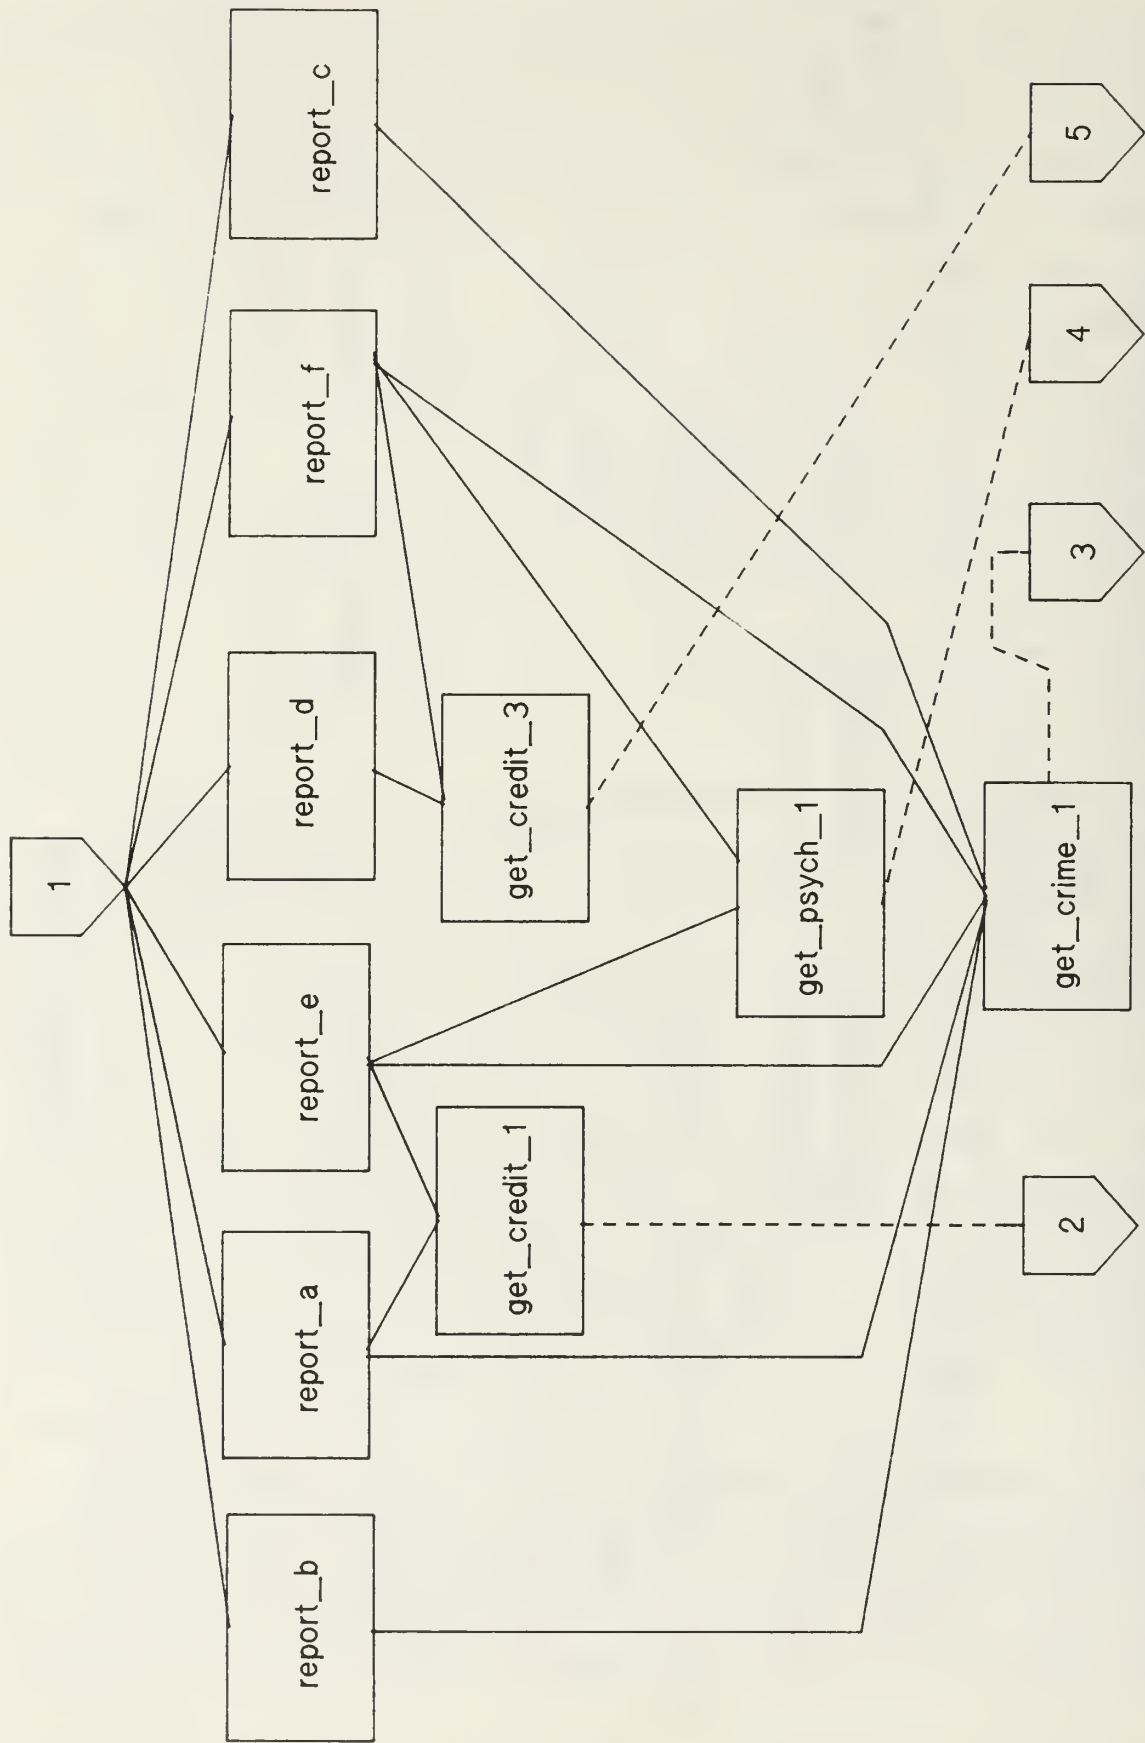 1
report_b
report_a
report_e
report_d
report_f
report_c
get_credit_1
get_credit_3
get_psych_1
get_crime_1
2
3
4
5